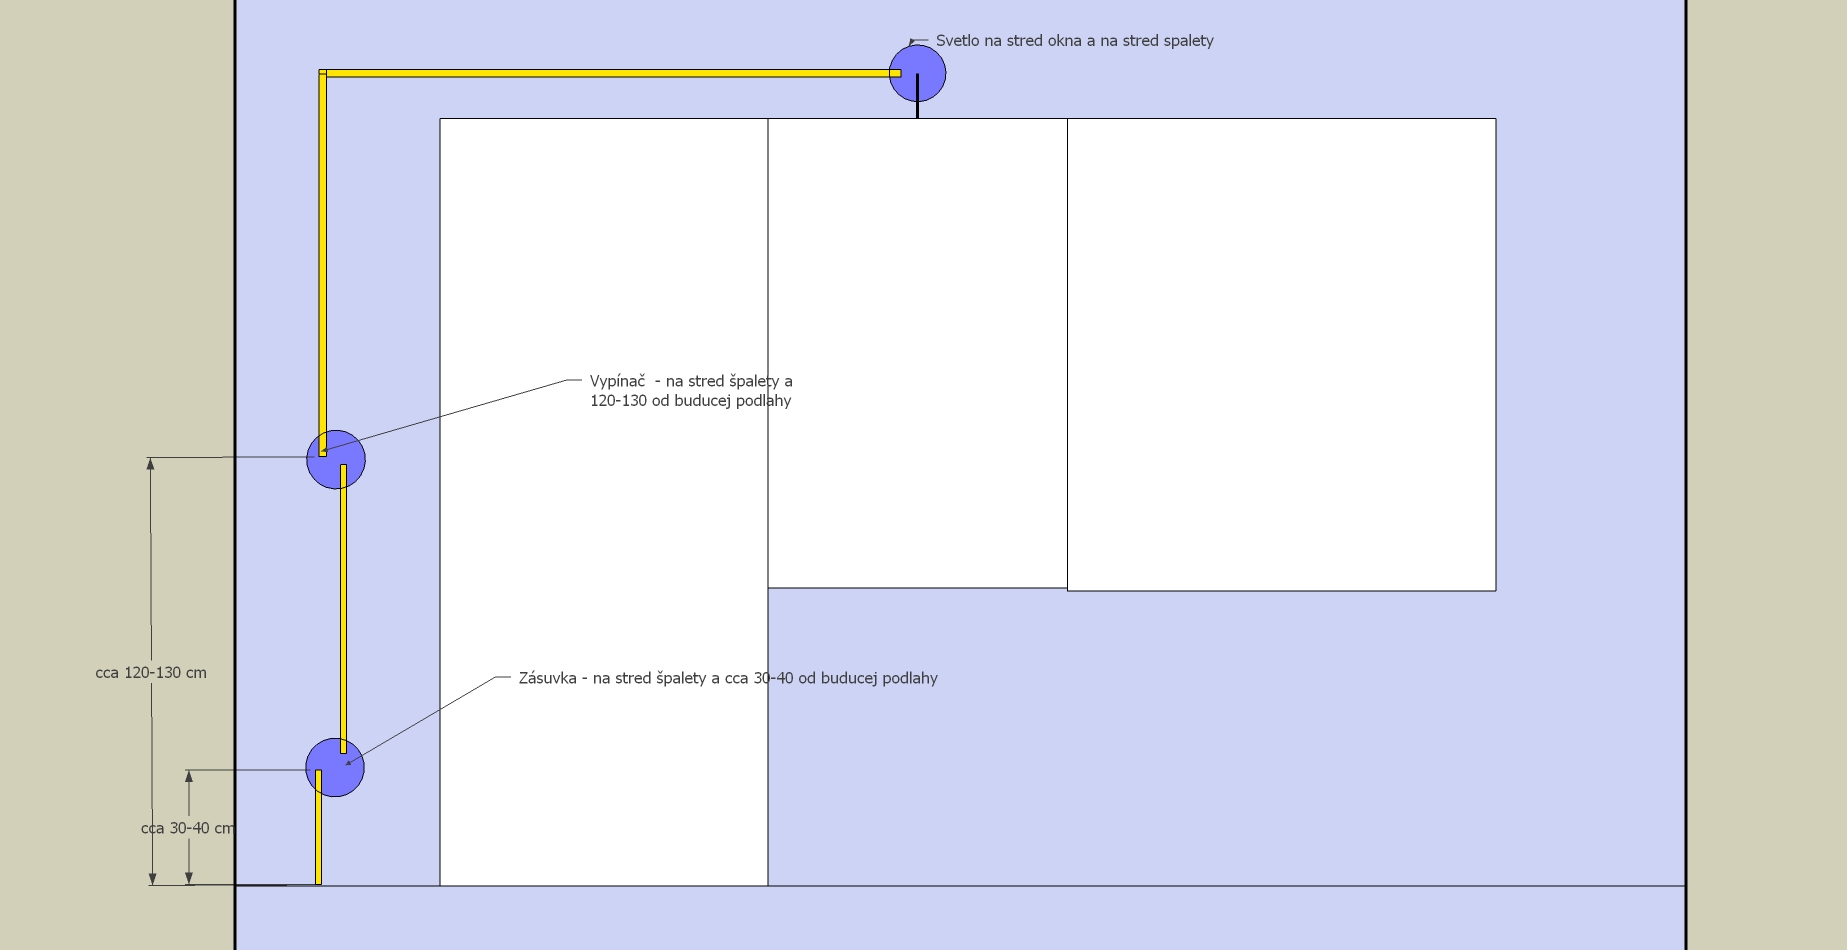 Svetlo na stred okna a na stred spalety
Vypínač  - na stred špalety a
120-130 od buducej podlahy
cca 120-130 cm
Zásuvka - na stred špalety a cca 30-40 od buducej podlahy
cca 30-40 cm